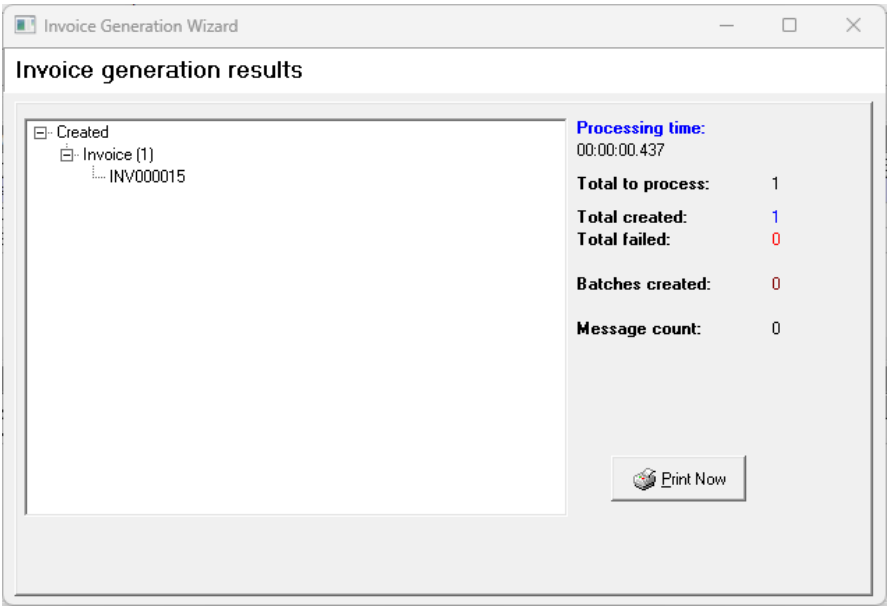 Invoice Generation Wizard
Invoice generation results
Created
Invoice (1)
INV000015
Processing time:
00:00:00.437
Total to process: 1
Total created: 1
Total failed: 0
Batches created: 0
Message count: 0
Print Now